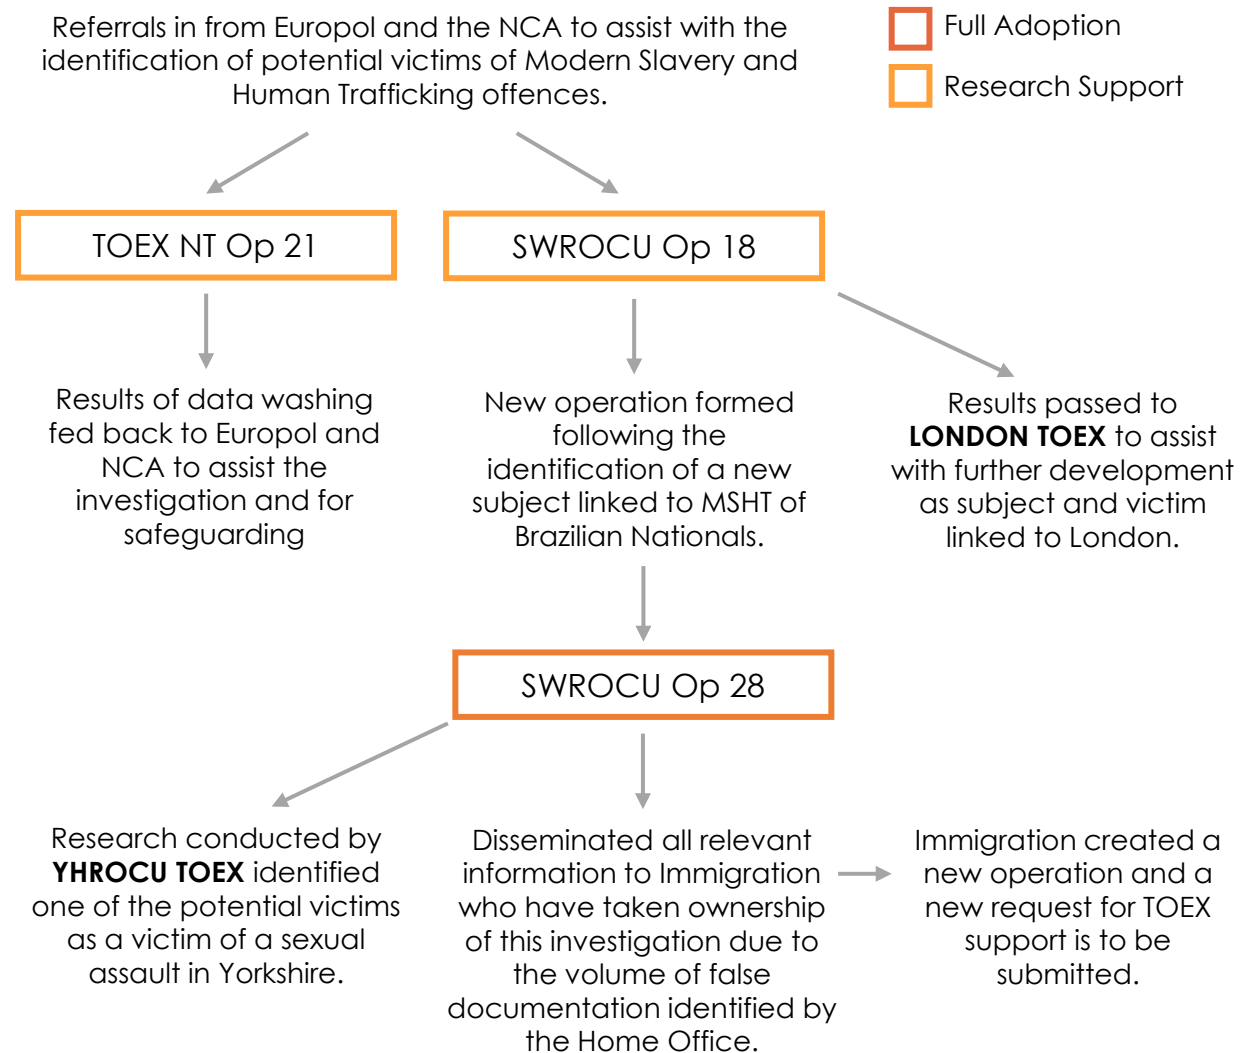 Referrals in from Europol and the NCA to assist with the
identification of potential victims of Modern Slavery and
Human Trafficking offences.
Full Adoption
Research Support
TOEX NT Op 21
SWROCU Op 18
Results of data washing
fed back to Europol and
NCA to assist the
investigation and for
safeguarding
New operation formed
following the
identification of a new
subject linked to MSHT of
Brazilian Nationals.
Results passed to
LONDON TOEX to assist
with further development
as subject and victim
linked to London.
SWROCU Op 28
Research conducted by
YHROCU TOEX identified
one of the potential victims
as a victim of a sexual
assault in Yorkshire.
Disseminated all relevant
information to Immigration
who have taken ownership
of this investigation due to
the volume of false
documentation identified by
the Home Office.
Immigration created a
new operation and a
new request for TOEX
support is to be
submitted.